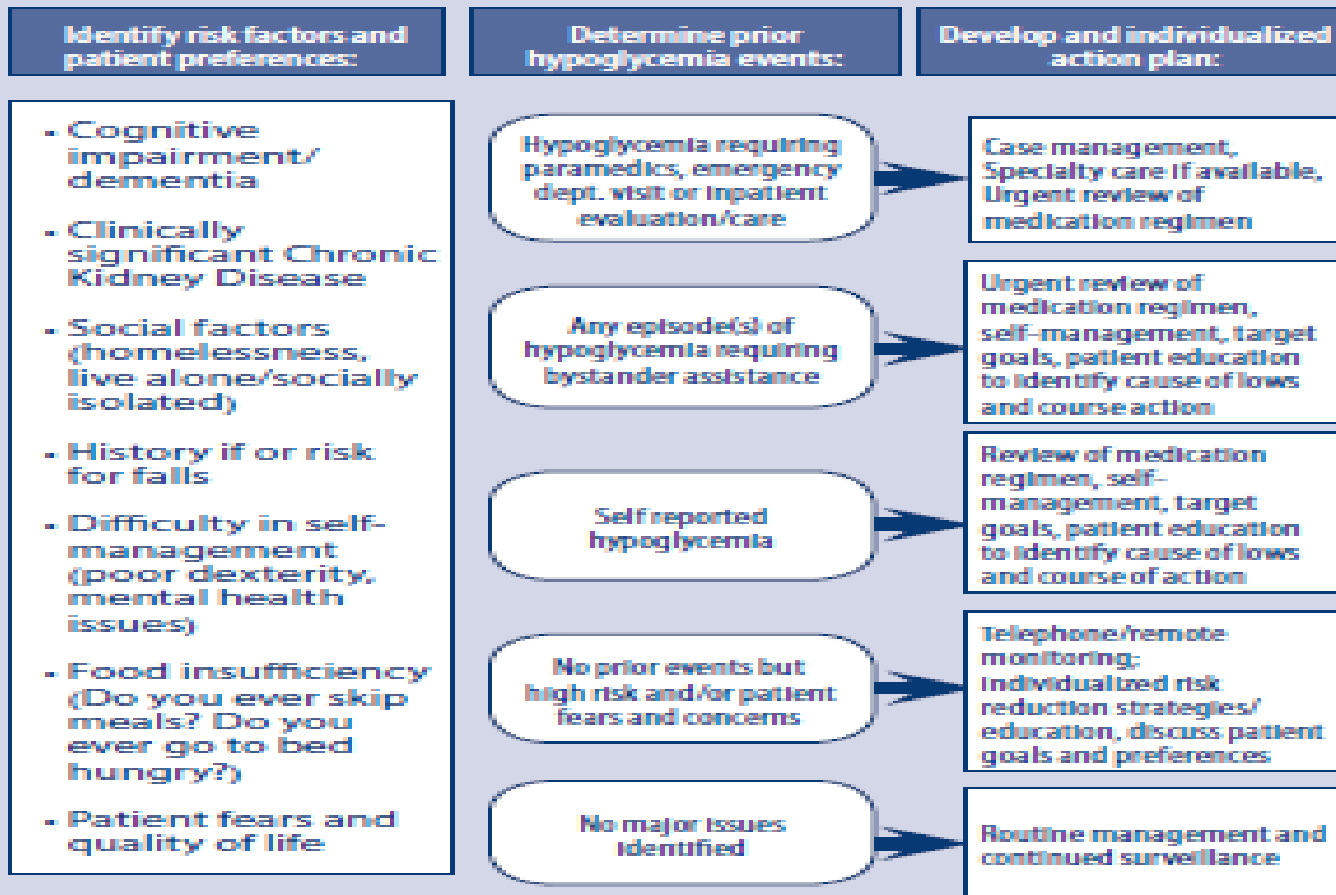 Identify risk factors and
patient preferences:
- Cognitive
impairment/
dementia
- Clinically
significant Chronic
Kidney Disease
- Social factors
(homelessness,
live alone/socially
isolated)
- History if or risk
for falls
- Difficulty in self-
management
(poor dexterity,
mental health
issues)
- Food insufficiency
(Do you ever skip
meals? Do you
ever go to bed
hungry?)
- Patient fears and
quality of life
Determine prior
hypoglycemia events:
Hypoglycemia requiring
paramedics, emergency
dept. visit or inpatient
evaluation/care
Any episode(s) of
hypoglycemia requiring
bystander assistance
Self reported
hypoglycemia
No prior events but
high risk and/or patient
fears and concerns
No major issues
identified
Develop and individualized
action plan:
Case management,
Specialty care if available,
Urgent review of
medication regimen
Urgent review of
medication regimen,
self-management, target
goals, patient education
to identify cause of lows
and course action
Review of medication
regimen, self-
management, target
goals, patient education
to identify cause of lows
and course of action
Telephone/remote
monitoring;
individualized risk
reduction strategies/
education, discuss patient
goals and preferences
Routine management and
continued surveillance